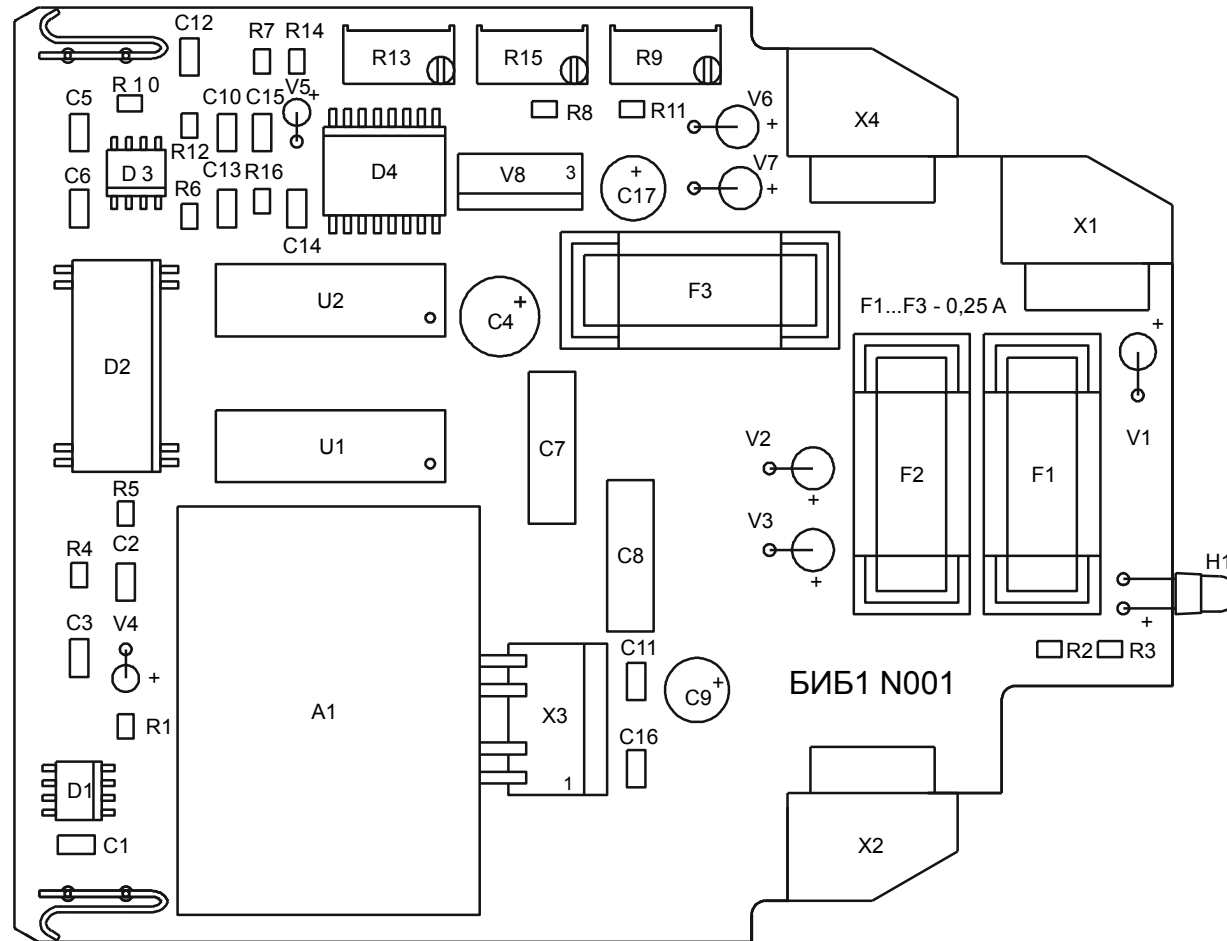 C12
R7
R14
R13
R15
R9
R 10
V5
+
C5
C10
C15
R8
R11
V6
+
X4
R12
D 3
C13
R16
D4
V8
3
+
C17
V7
+
C6
R6
X1
C14
U2
+
C4
F3
F1...F3 - 0,25 A
+
D2
U1
C7
V2
+
F2
F1
V1
R5
V3
+
R4
C2
C8
H1
+
C3
V4
+
C11
R2
R3
R1
A1
X3
C9
+
БИБ1 N001
C16
D1
1
C1
X2